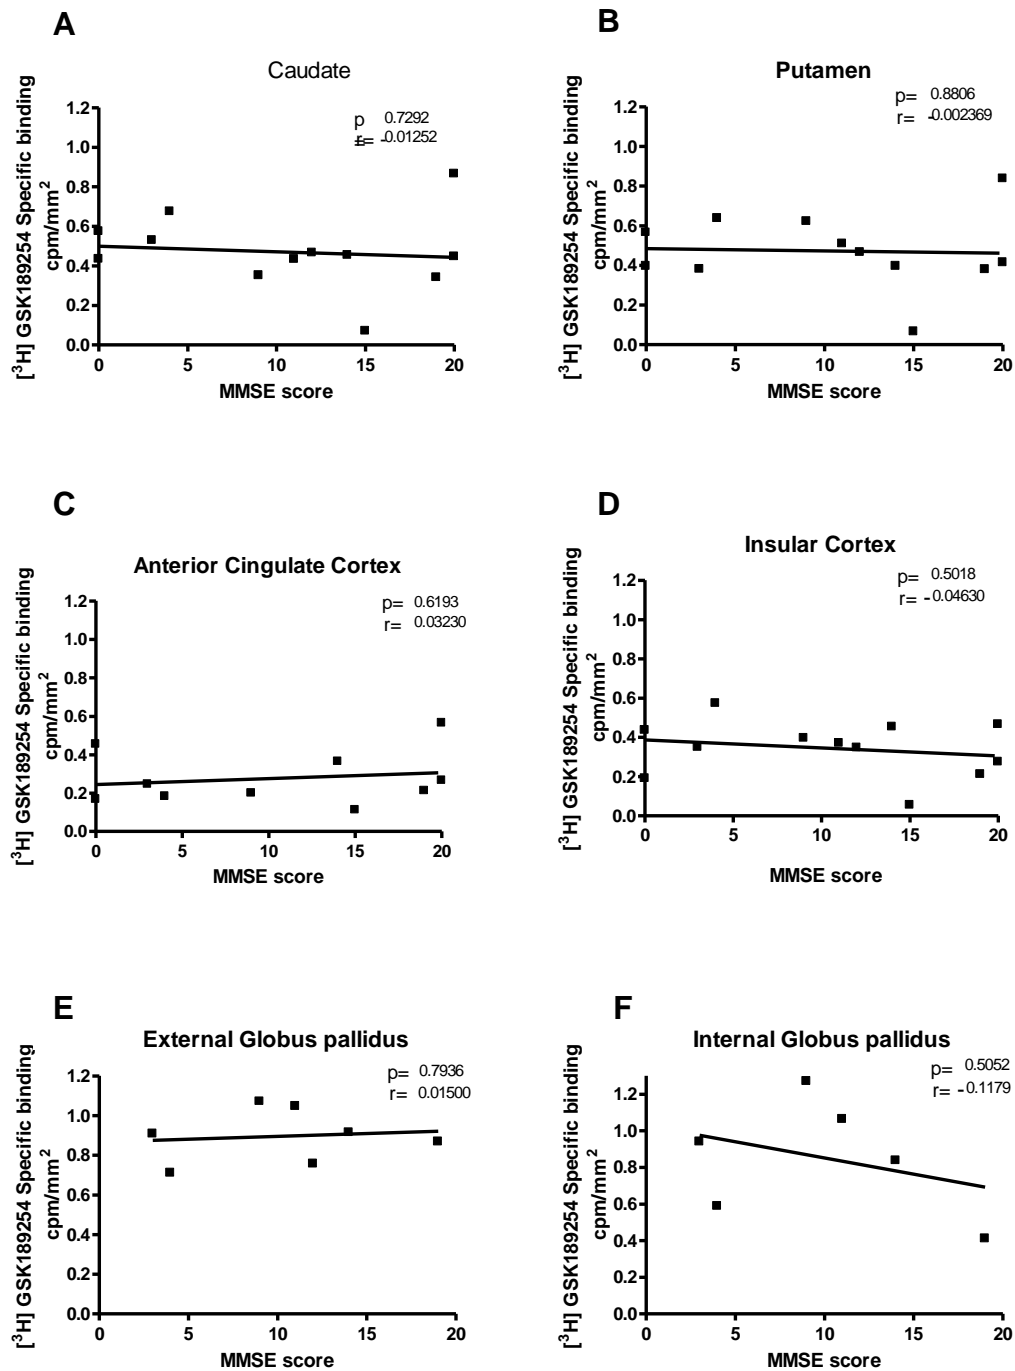 A
Caudate
[³H] GSK189254 Specific binding
cpm/mm²
p 0.7292
r= -0.01252
1.2
1.0
0.8
0.6
0.4
0.2
0.0
0 5 10 15 20
MMSE score
B
Putamen
[³H] GSK189254 Specific binding
cpm/mm²
p= 0.8806
r= -0.002369
1.2
1.0
0.8
0.6
0.4
0.2
0.0
0 5 10 15 20
MMSE score
C
Anterior Cingulate Cortex
[³H] GSK189254 Specific binding
cpm/mm²
p= 0.6193
r= 0.03230
1.2
1.0
0.8
0.6
0.4
0.2
0.0
0 5 10 15 20
MMSE score
D
Insular Cortex
[³H] GSK189254 Specific binding
cpm/mm²
p= 0.5018
r= -0.04630
1.2
1.0
0.8
0.6
0.4
0.2
0.0
0 5 10 15 20
MMSE score
E
External Globus pallidus
[³H] GSK189254 Specific binding
cpm/mm²
p= 0.7936
r= 0.01500
1.2
1.0
0.8
0.6
0.4
0.2
0.0
0 5 10 15 20
MMSE score
F
Internal Globus pallidus
[³H] GSK189254 Specific binding
cpm/mm²
p= 0.5052
r= -0.1179
1.2
1.0
0.8
0.6
0.4
0.2
0.0
0 5 10 15 20
MMSE score